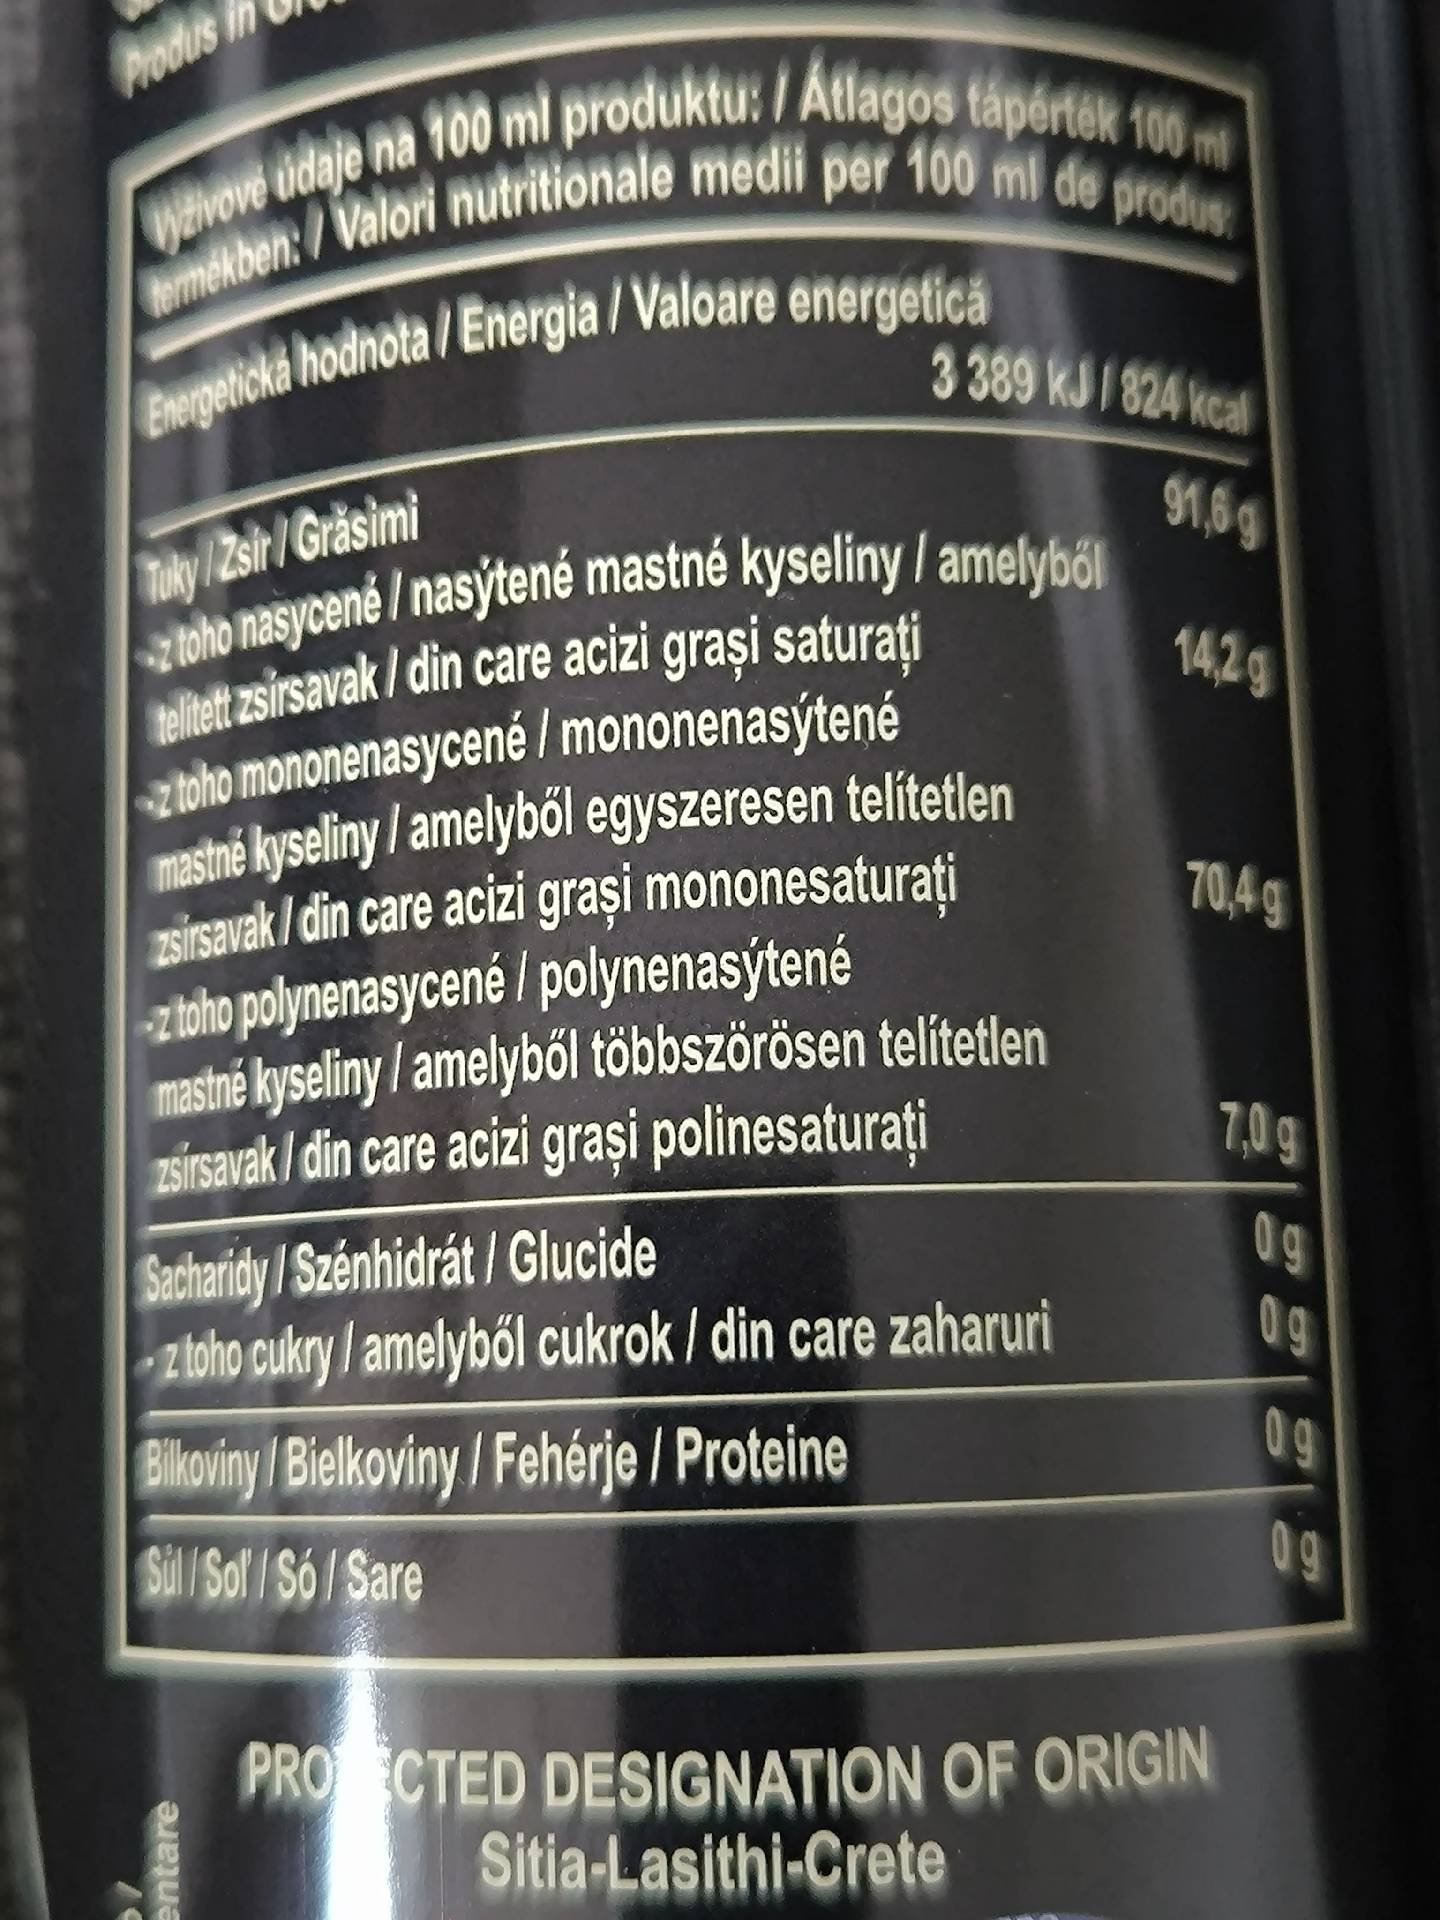 Produs în
Výživové údaje na 100 ml produktu: / Átlagos tápérték 100 ml
termékben: / Valori nutritionale medii per 100 ml de produs:
Energetická hodnota / Energia / Valoare energetică
3 389 kJ / 824 kcal
Tuky / Zsír / Grăsimi 91,6 g
- z toho nasycené / nasýtené mastné kyseliny / amelyből
telített zsírsavak / din care acizi grași saturați 14,2 g
- z toho mononenasycené / mononenasýtené
mastné kyseliny / amelyből egyszeresen telítetlen
zsírsavak / din care acizi grași mononesaturați 70,4 g
- z toho polynenasycené / polynenasýtené
mastné kyseliny / amelyből többszörösen telítetlen
zsírsavak / din care acizi grași polinesaturați 7,0 g
Sacharidy / Szénhidrát / Glucide 0 g
- z toho cukry / amelyből cukrok / din care zaharuri 0 g
Bílkoviny / Bielkoviny / Fehérje / Proteine 0 g
Sůl / Soľ / Só / Sare 0 g
PROTECTED DESIGNATION OF ORIGIN
Sitia-Lasithi-Crete